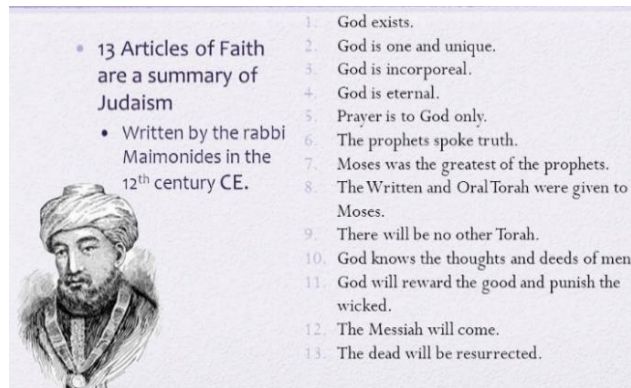 • 13 Articles of Faith
are a summary of
Judaism
• Written by the rabbi
Maimonides in the
12th century CE.
1. God exists.
2. God is one and unique.
3. God is incorporeal.
4. God is eternal.
5. Prayer is to God only.
6. The prophets spoke truth.
7. Moses was the greatest of the prophets.
8. The Written and Oral Torah were given to
Moses.
9. There will be no other Torah.
10. God knows the thoughts and deeds of men
11. God will reward the good and punish the
wicked.
12. The Messiah will come.
13. The dead will be resurrected.